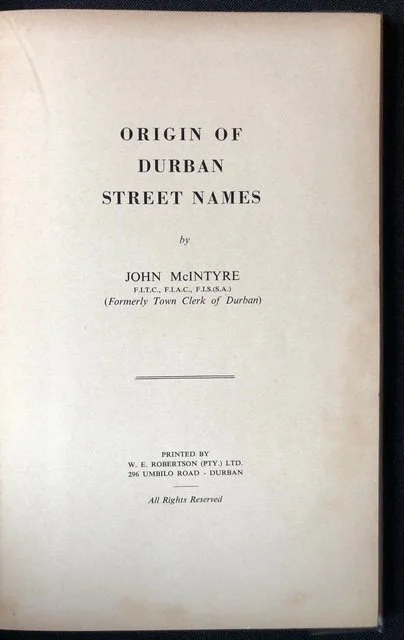 ORIGIN OF
DURBAN
STREET NAMES
by
JOHN McINTYRE
F.I.T.C., F.I.A.C., F.I.S.(S.A.)
(Formerly Town Clerk of Durban)
PRINTED BY
W. E. ROBERTSON (PTY.) LTD.
296 UMBILO ROAD - DURBAN
All Rights Reserved